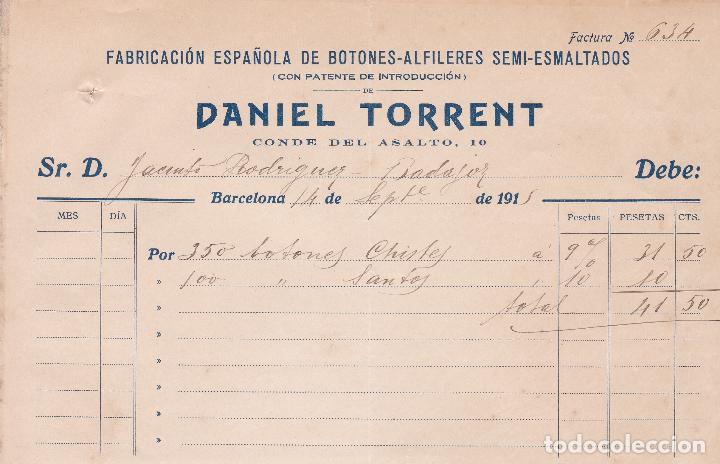 Factura Nº 634
FABRICACIÓN ESPAÑOLA DE BOTONES-ALFILERES SEMI-ESMALTADOS
(CON PATENTE DE INTRODUCCIÓN)
DE
DANIEL TORRENT
CONDE DEL ASALTO, 10
Sr. D. Jacinto Rodriguez - Badajoz Debe:
Barcelona 14 de Septe de 1915
MES DÍA Pesetas PESETAS CTS.
Por 350 botones Chistes á 9 % 31 50
» 100 " Santos " 10 10
» total 41 50
»
»
»
»
»
todocoleccion